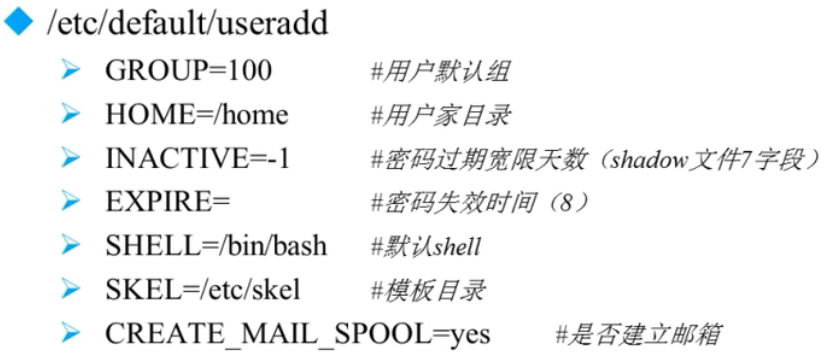 /etc/default/useradd
GROUP=100 #用户默认组
HOME=/home #用户家目录
INACTIVE=-1 #密码过期宽限天数（shadow文件7字段）
EXPIRE= #密码失效时间（8）
SHELL=/bin/bash #默认shell
SKEL=/etc/skel #模板目录
CREATE_MAIL_SPOOL=yes #是否建立邮箱